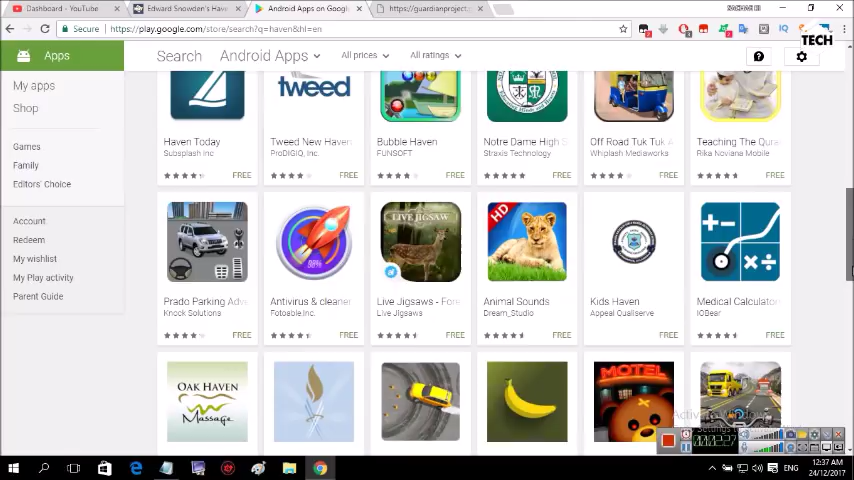 Dashboard - YouTube
Edward Snowden's Have
Android Apps on Google
https://guardianproject.
Secure
https://play.google.com/store/search?q=haven&hl=en
TECH
Apps
Search
Android Apps
All prices
All ratings
My apps
Shop
Games
Family
Editors' Choice
Account
Redeem
My wishlist
My Play activity
Parent Guide
tweed
Haven Today
Subsplash Inc
FREE
Tweed New Haven
ProDIGIQ, Inc.
FREE
Bubble Haven
FUNSOFT
FREE
Notre Dame High S
Straxis Technology
FREE
Off Road Tuk Tuk A
Whiplash Mediaworks
FREE
Teaching The Qura
Rika Noviana Mobile
FREE
LIVE JIGSAW
HD
Prado Parking Adve
Knock Solutions
FREE
Antivirus & cleaner
Fotoable.Inc.
FREE
Live Jigsaws - Fore
Live Jigsaws
FREE
Animal Sounds
Dream_Studio
FREE
Kids Haven
Appeal Qualiserve
FREE
Medical Calculator
IQBear
FREE
OAK HAVEN
Massage
MOTEL
00:02:27
ENG
12:37 AM
24/12/2017